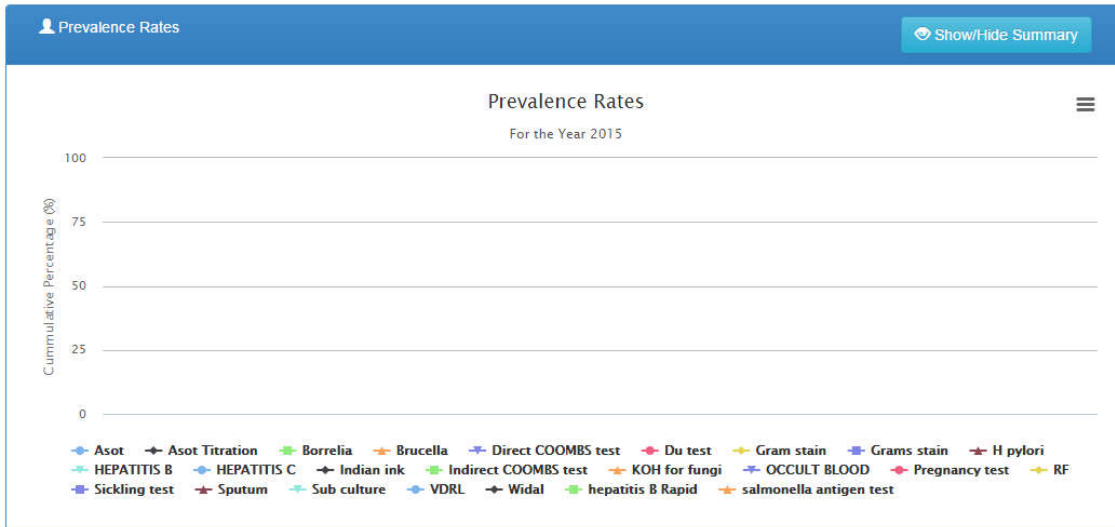 Prevalence Rates
Show/Hide Summary
Prevalence Rates
For the Year 2015
Cummulative Percentage (%)
100
75
50
25
0
Asot Asot Titration Borrelia Brucella Direct COOMBS test Du test Gram stain Grams stain H pylori
HEPATITIS B HEPATITIS C Indian ink Indirect COOMBS test KOH for fungi OCCULT BLOOD Pregnancy test RF
Sickling test Sputum Sub culture VDRL Widal hepatitis B Rapid salmonella antigen test